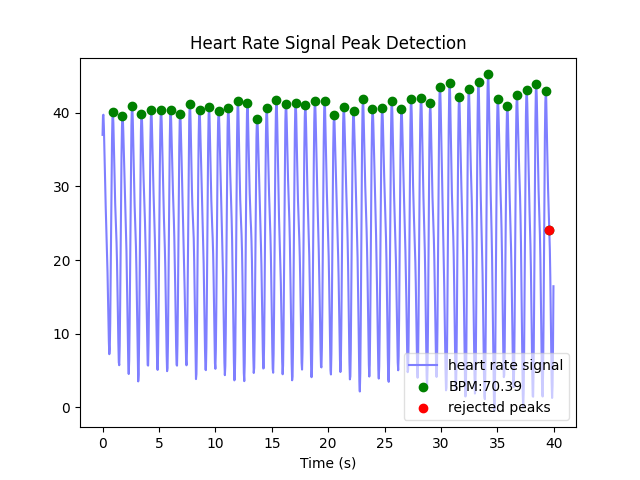 Heart Rate Signal Peak Detection
40
30
20
10
0
heart rate signal
BPM:70.39
rejected peaks
0 5 10 15 20 25 30 35 40
Time (s)